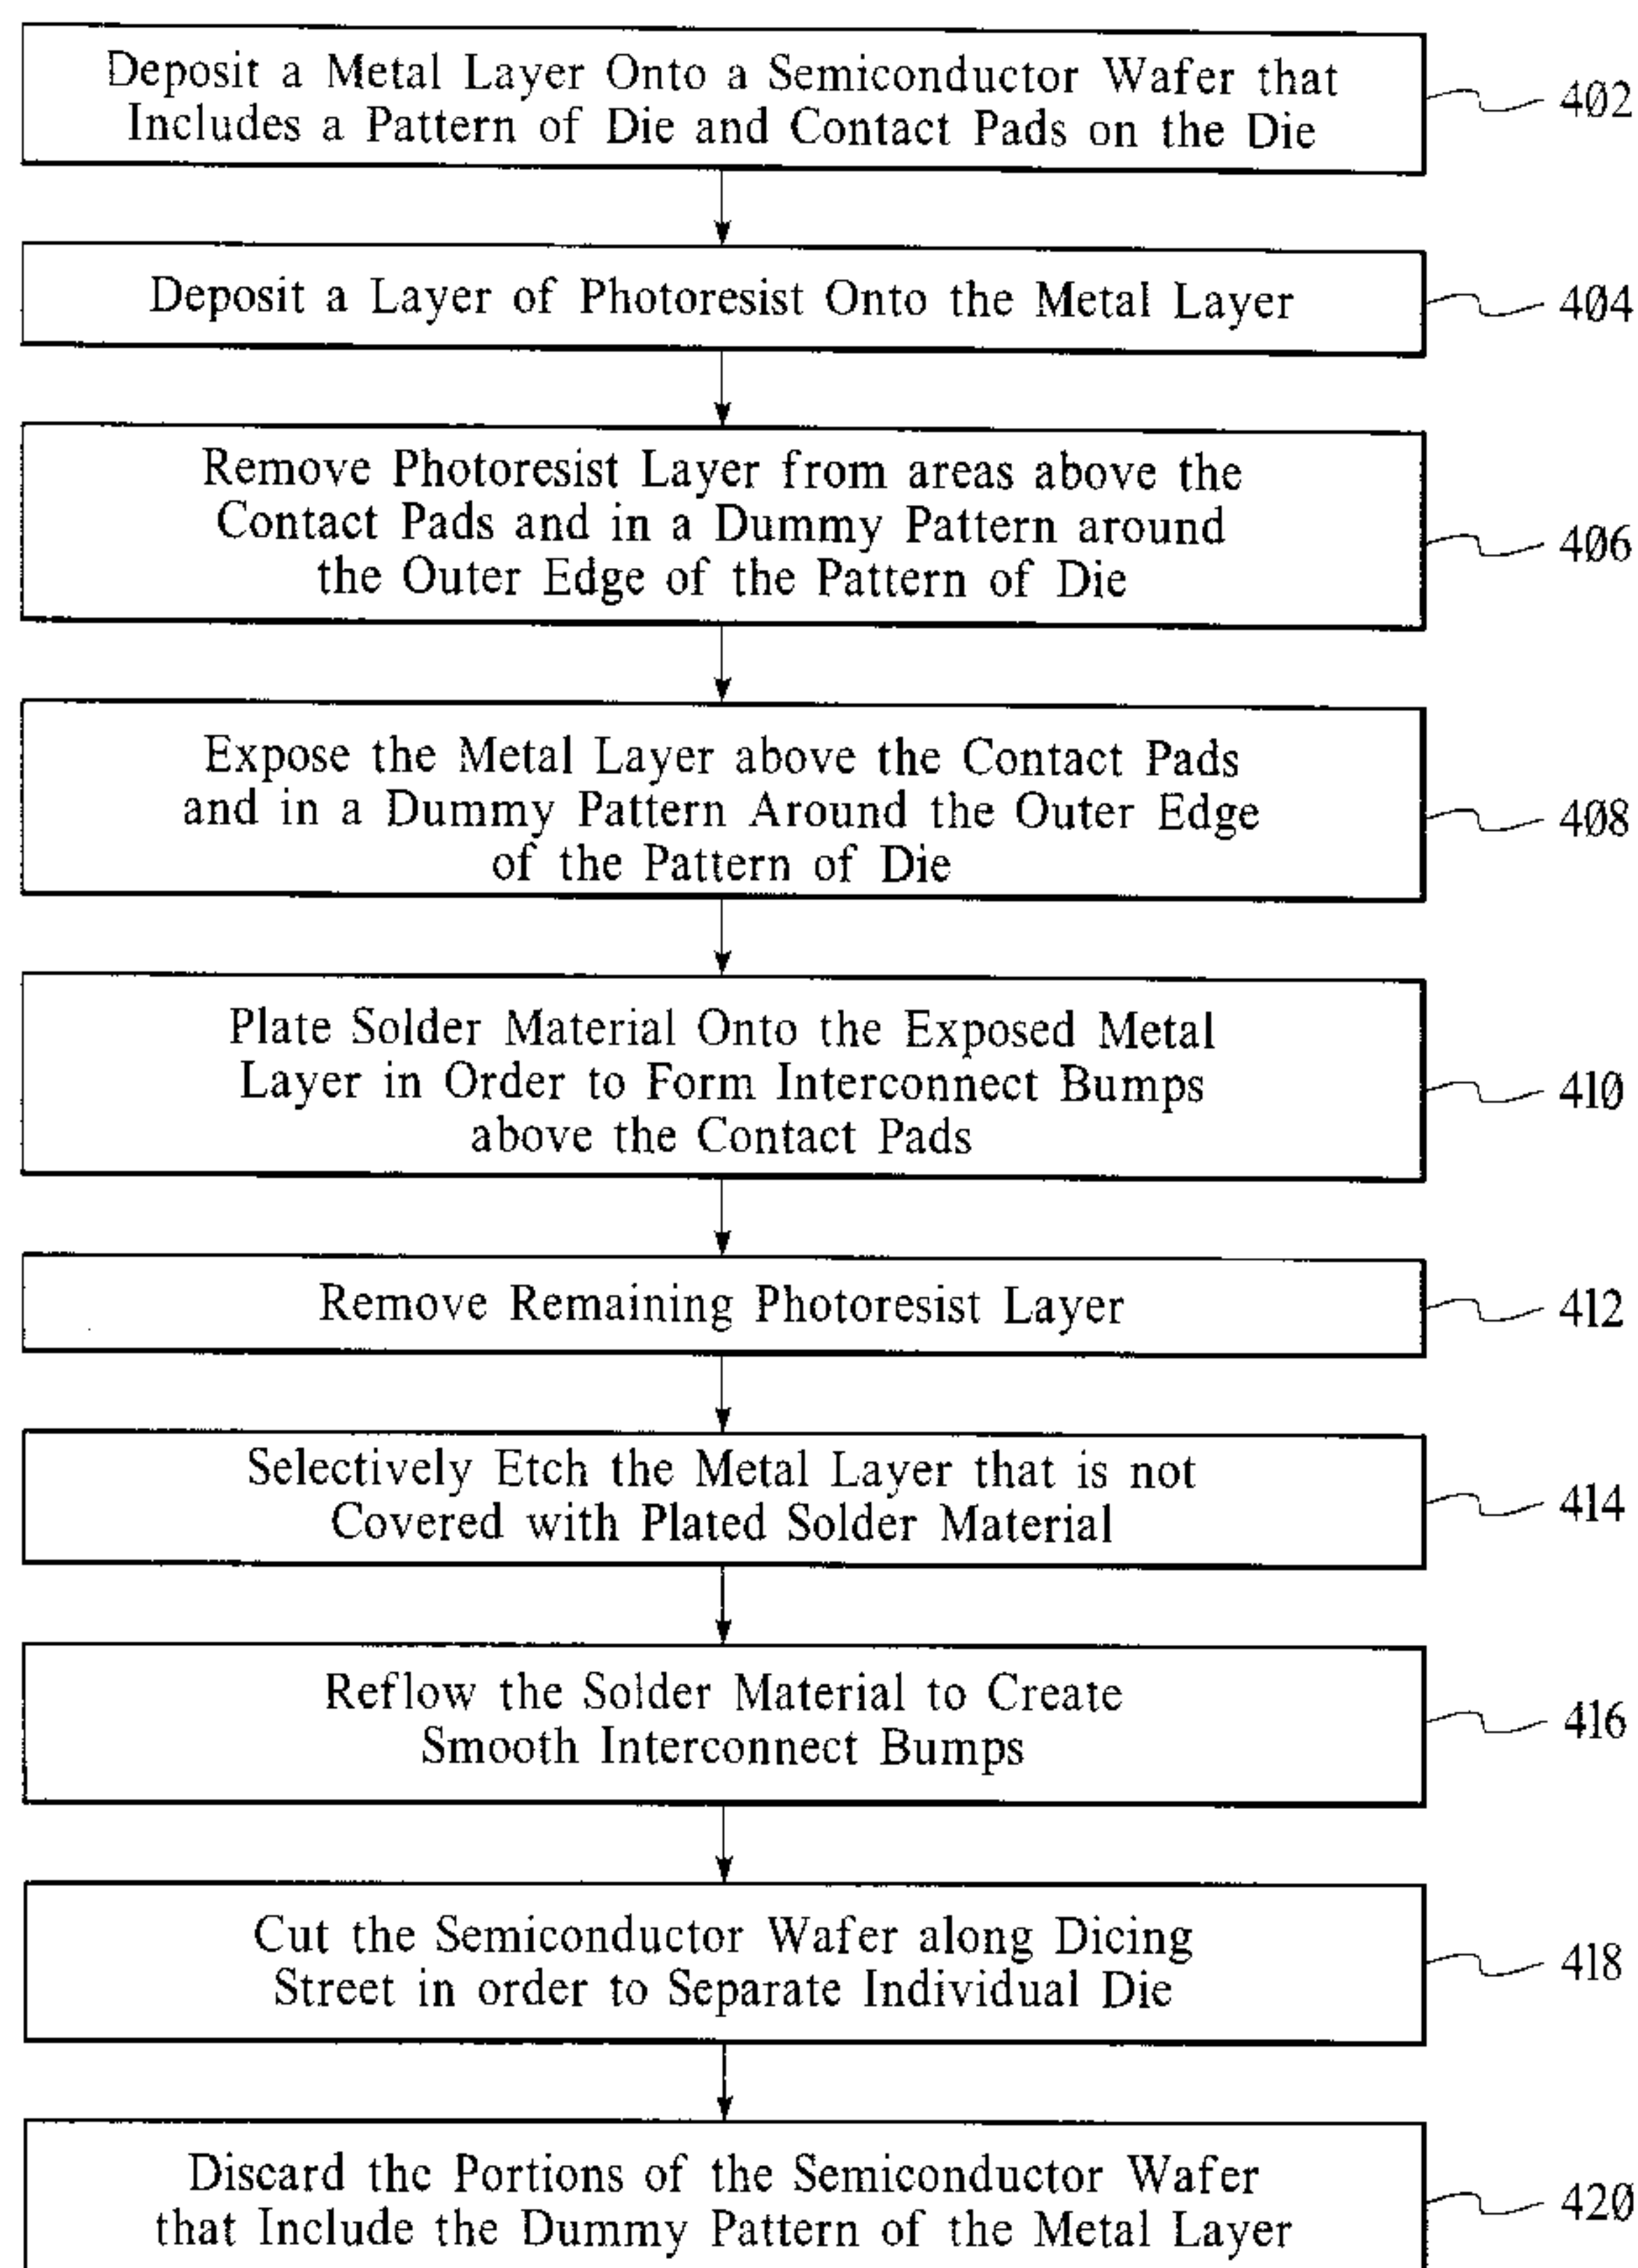 Deposit a Metal Layer Onto a Semiconductor Wafer that
Includes a Pattern of Die and Contact Pads on the Die
402
Deposit a Layer of Photoresist Onto the Metal Layer
404
Remove Photoresist Layer from areas above the
Contact Pads and in a Dummy Pattern around
the Outer Edge of the Pattern of Die
406
Expose the Metal Layer above the Contact Pads
and in a Dummy Pattern Around the Outer Edge
of the Pattern of Die
408
Plate Solder Material Onto the Exposed Metal
Layer in Order to Form Interconnect Bumps
above the Contact Pads
410
Remove Remaining Photoresist Layer
412
Selectively Etch the Metal Layer that is not
Covered with Plated Solder Material
414
Reflow the Solder Material to Create
Smooth Interconnect Bumps
416
Cut the Semiconductor Wafer along Dicing
Street in order to Separate Individual Die
418
Discard the Portions of the Semiconductor Wafer
that Include the Dummy Pattern of the Metal Layer
420